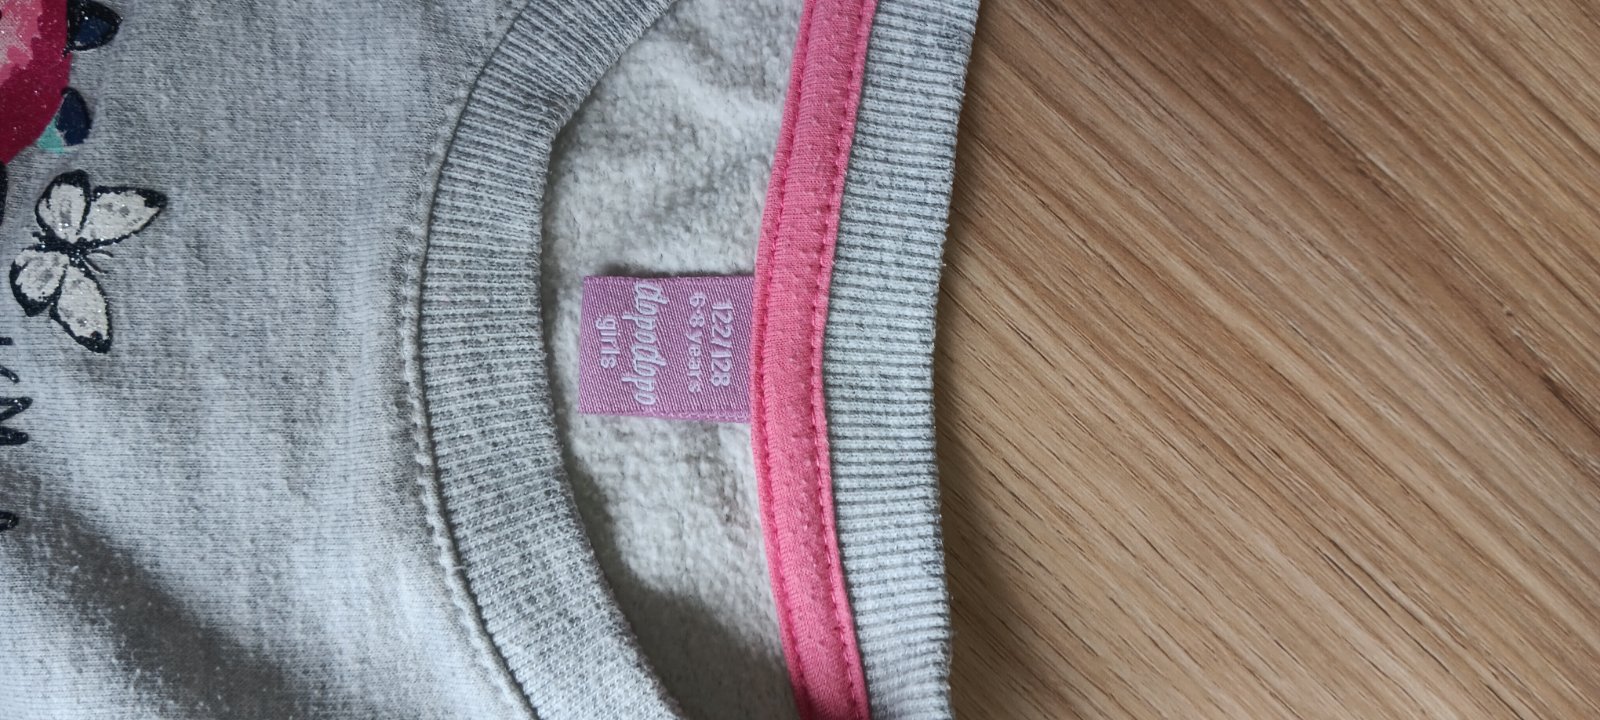 122/128
6-8 years
dopodopo
girls